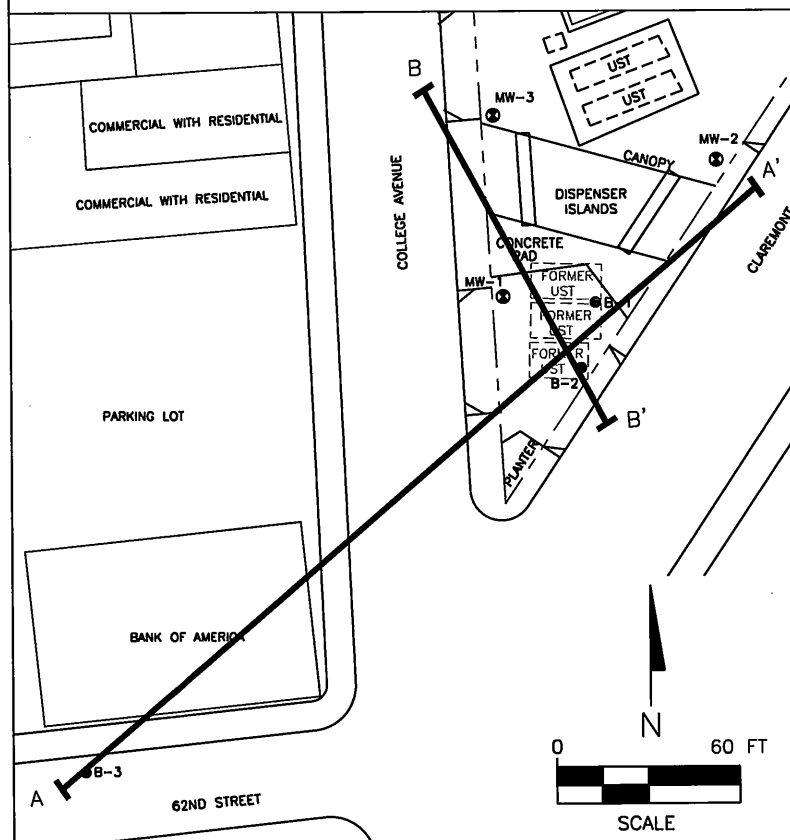 UST
UST
B
MW-3
COMMERCIAL WITH RESIDENTIAL
MW-2
CANOPY
A'
COMMERCIAL WITH RESIDENTIAL
DISPENSER
ISLANDS
COLLEGE AVENUE
CLAREMONT
CONCRETE
PAD
MW-1
FORMER
UST
B-1
FORMER
UST
FORMER
UST
B-2
B'
PARKING LOT
PLANTER
BANK OF AMERICA
N
0 60 FT
SCALE
B-3
A
62ND STREET